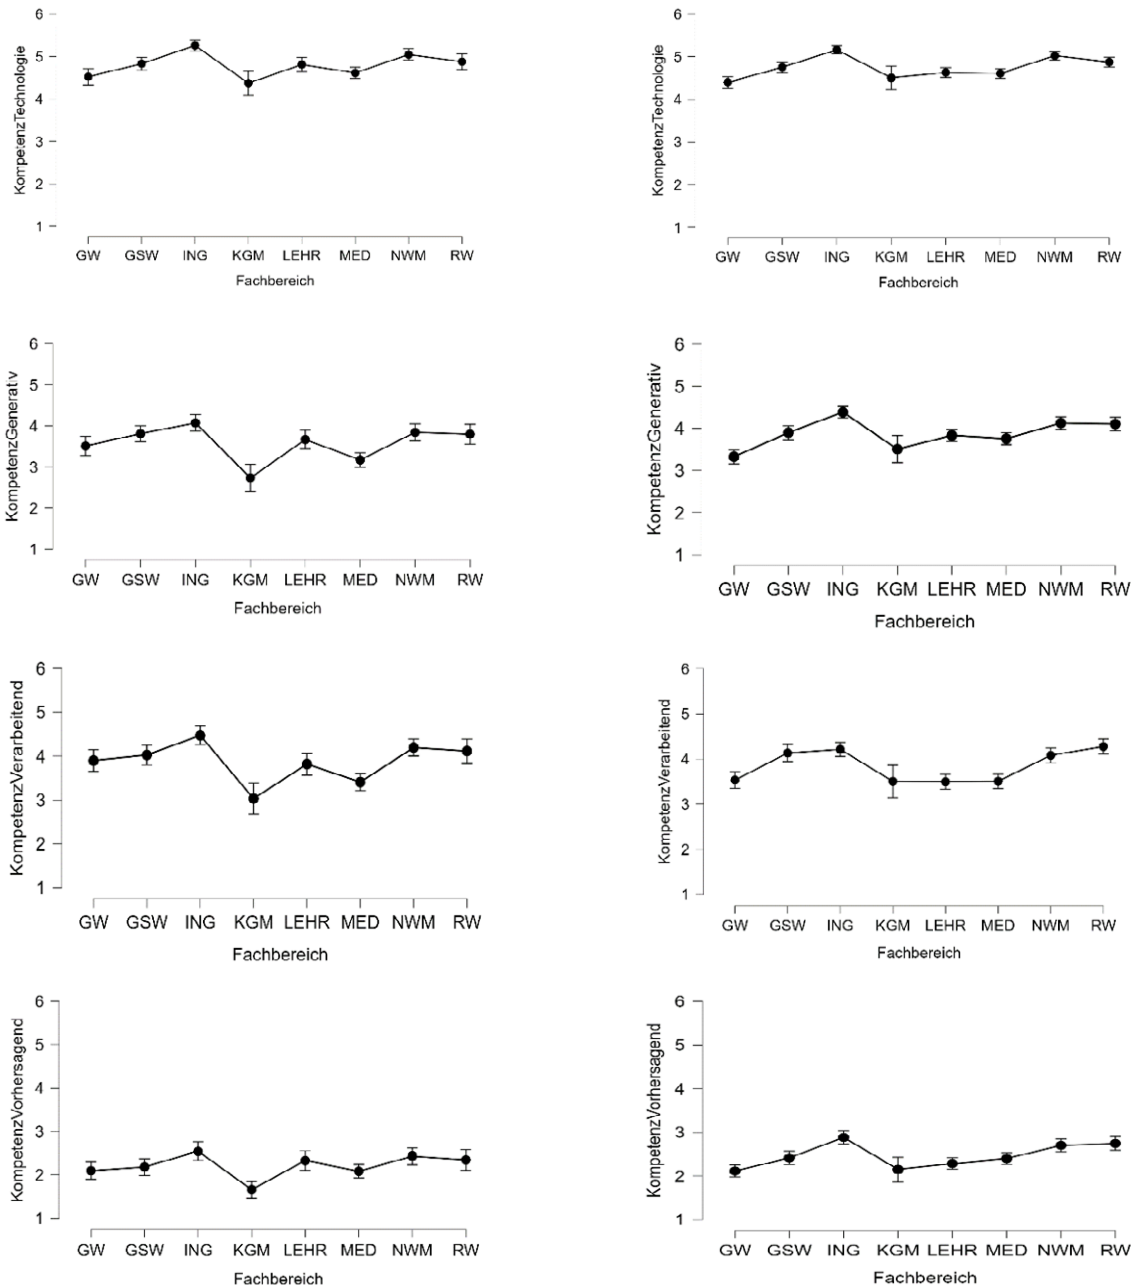 KompetenzTechnologie
6
5
4
3
2
1
GW GSW ING KGM LEHR MED NWM RW
Fachbereich
KompetenzTechnologie
6
5
4
3
2
1
GW GSW ING KGM LEHR MED NWM RW
Fachbereich
KompetenzGenerativ
6
5
4
3
2
1
GW GSW ING KGM LEHR MED NWM RW
Fachbereich
KompetenzGenerativ
6
5
4
3
2
1
GW GSW ING KGM LEHR MED NWM RW
Fachbereich
KompetenzVerarbeitend
6
5
4
3
2
1
GW GSW ING KGM LEHR MED NWM RW
Fachbereich
KompetenzVerarbeitend
6
5
4
3
2
1
GW GSW ING KGM LEHR MED NWM RW
Fachbereich
KompetenzVorhersagend
6
5
4
3
2
1
GW GSW ING KGM LEHR MED NWM RW
Fachbereich
KompetenzVorhersagend
6
5
4
3
2
1
GW GSW ING KGM LEHR MED NWM RW
Fachbereich